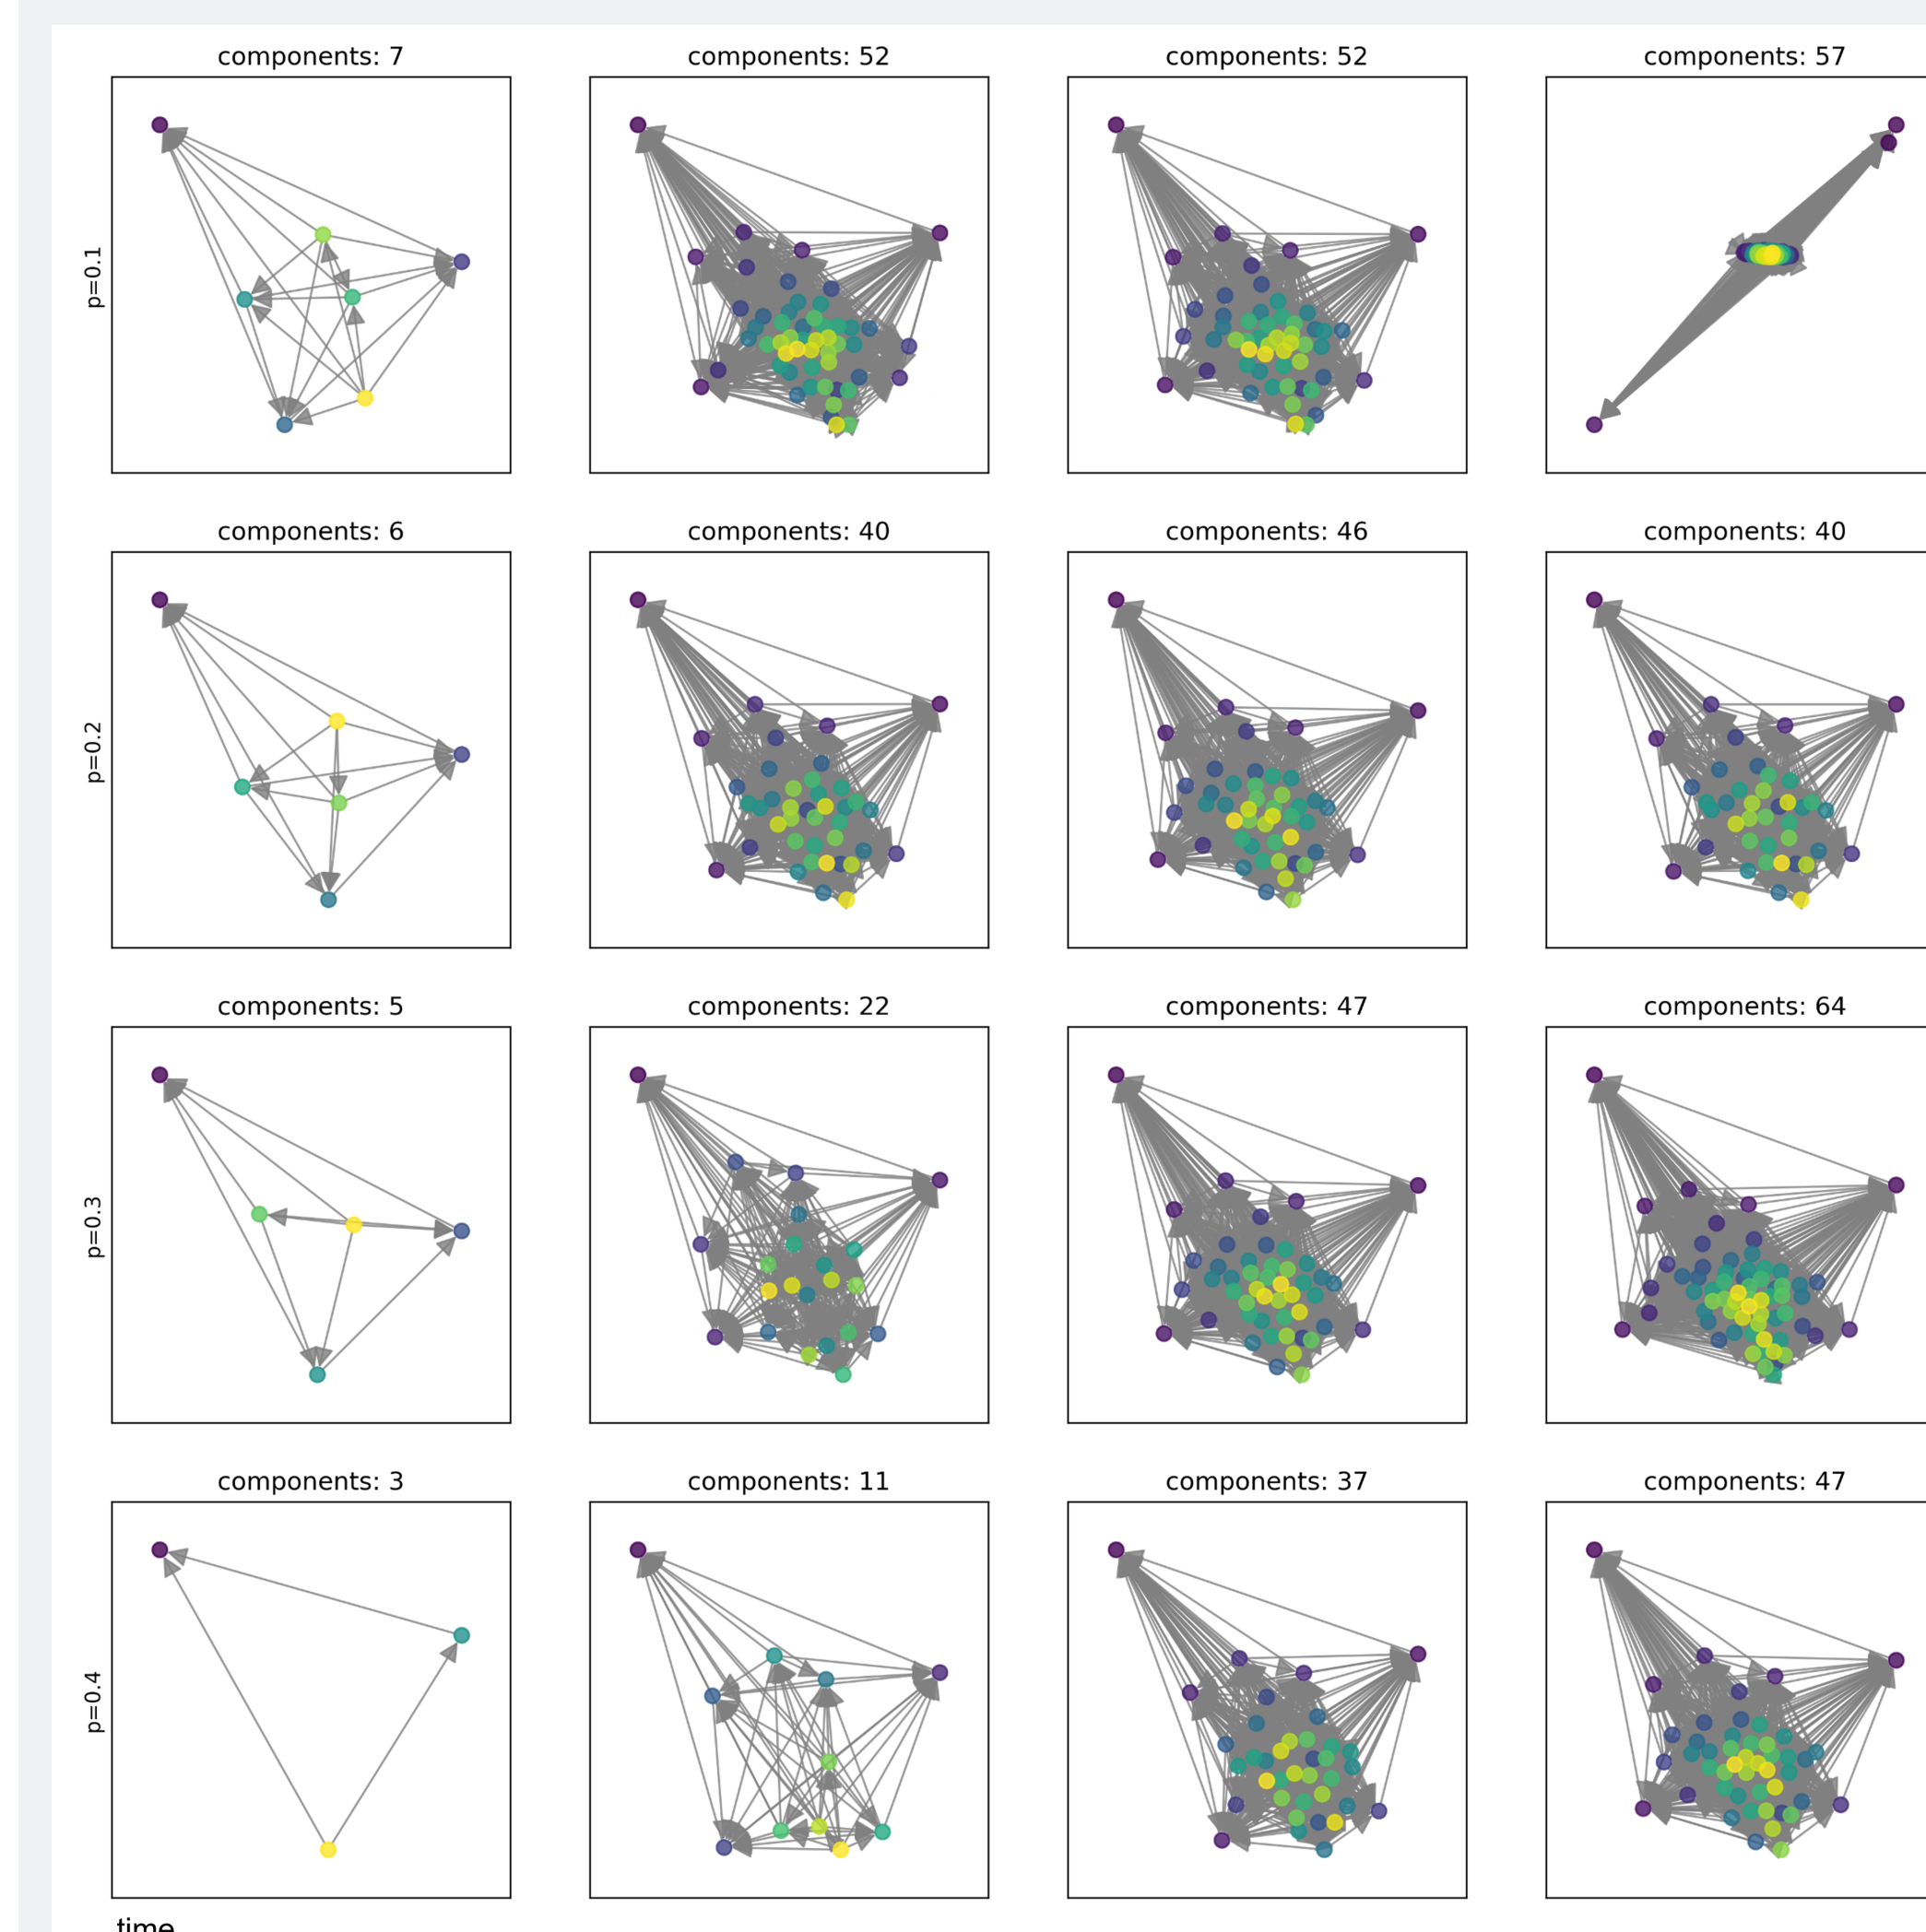 components: 7
components: 52
components: 52
components: 57
p=0.1
components: 6
components: 40
components: 46
components: 40
p=0.2
components: 5
components: 22
components: 47
components: 64
p=0.3
components: 3
components: 11
components: 37
components: 47
p=0.4
time